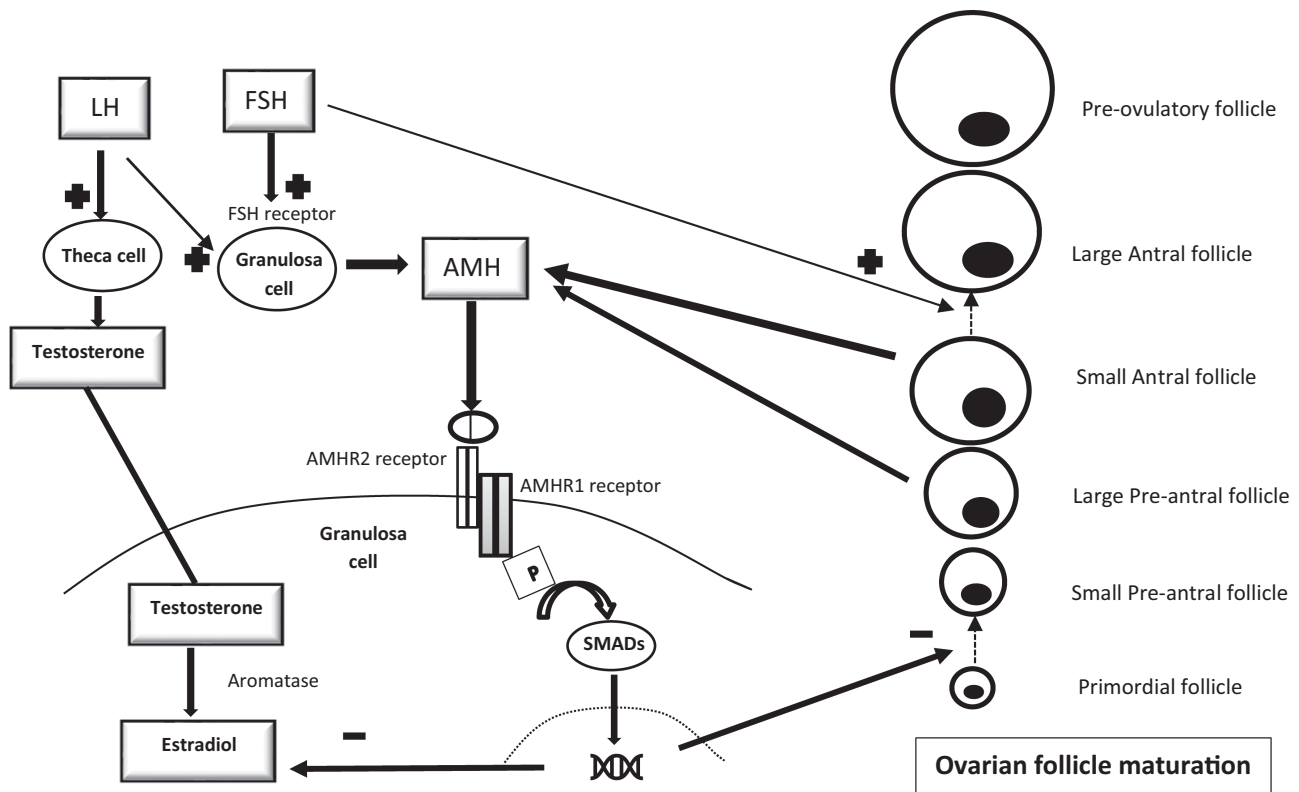 LH
FSH
FSH receptor
Theca cell
Granulosa
cell
AMH
Testosterone
AMHR2 receptor
AMHR1 receptor
Granulosa
cell
P
Testosterone
SMADs
Aromatase
Estradiol
Pre-ovulatory follicle
Large Antral follicle
Small Antral follicle
Large Pre-antral follicle
Small Pre-antral follicle
Primordial follicle
Ovarian follicle maturation